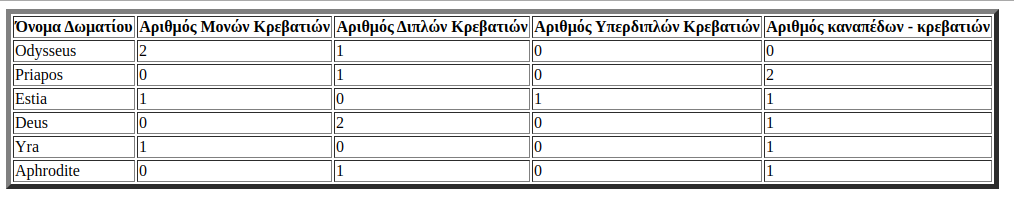 Όνομα Δωματίου Αριθμός Μονών Κρεβατιών Αριθμός Διπλών Κρεβατιών Αριθμός Υπερδιπλών Κρεβατιών Αριθμός καναπέδων - κρεβατιών
Odysseus 2 1 0 0
Priapos 0 1 0 2
Estia 1 0 1 1
Deus 0 2 0 1
Yra 1 0 0 1
Aphrodite 0 1 0 1